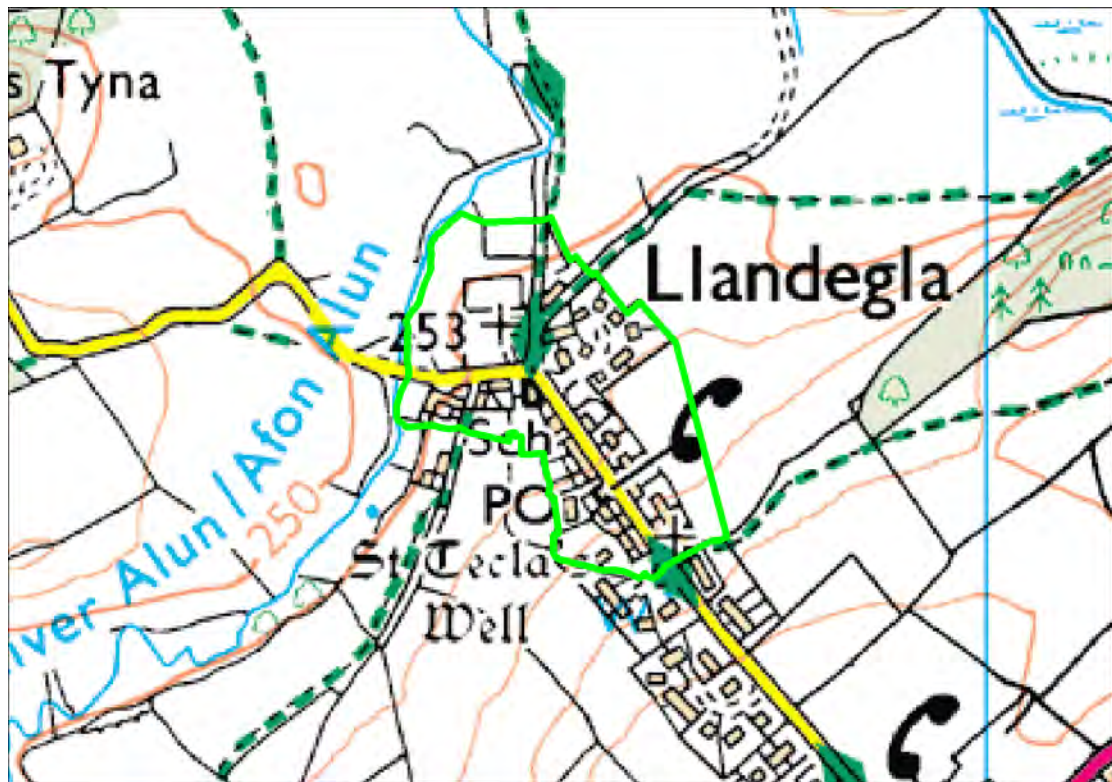 s Tyna
Llandegla
253
Sch
PO
250
River Alun / Afon Alun
St Tecla's
Well
W